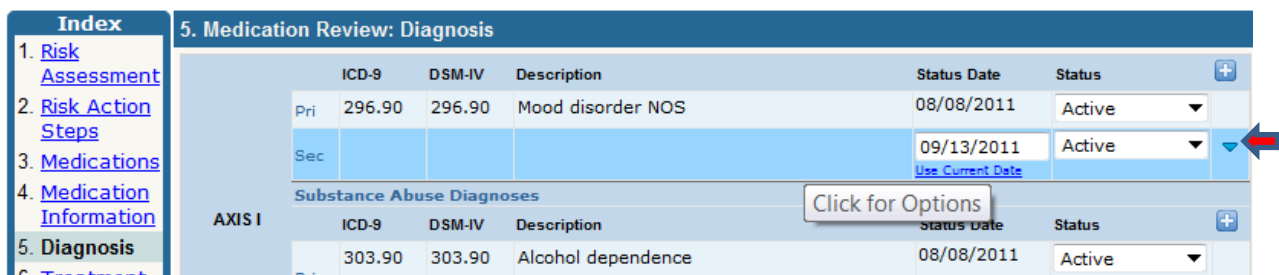 Index
1. Risk
Assessment
2. Risk Action
Steps
3. Medications
4. Medication
Information
5. Diagnosis
6. Treatment
5. Medication Review: Diagnosis
ICD-9 DSM-IV Description Status Date Status
Pri 296.90 296.90 Mood disorder NOS 08/08/2011 Active
Sec 09/13/2011 Active
Use Current Date
Substance Abuse Diagnoses
Click for Options
AXIS I
ICD-9 DSM-IV Description Status Date Status
Pri 303.90 303.90 Alcohol dependence 08/08/2011 Active